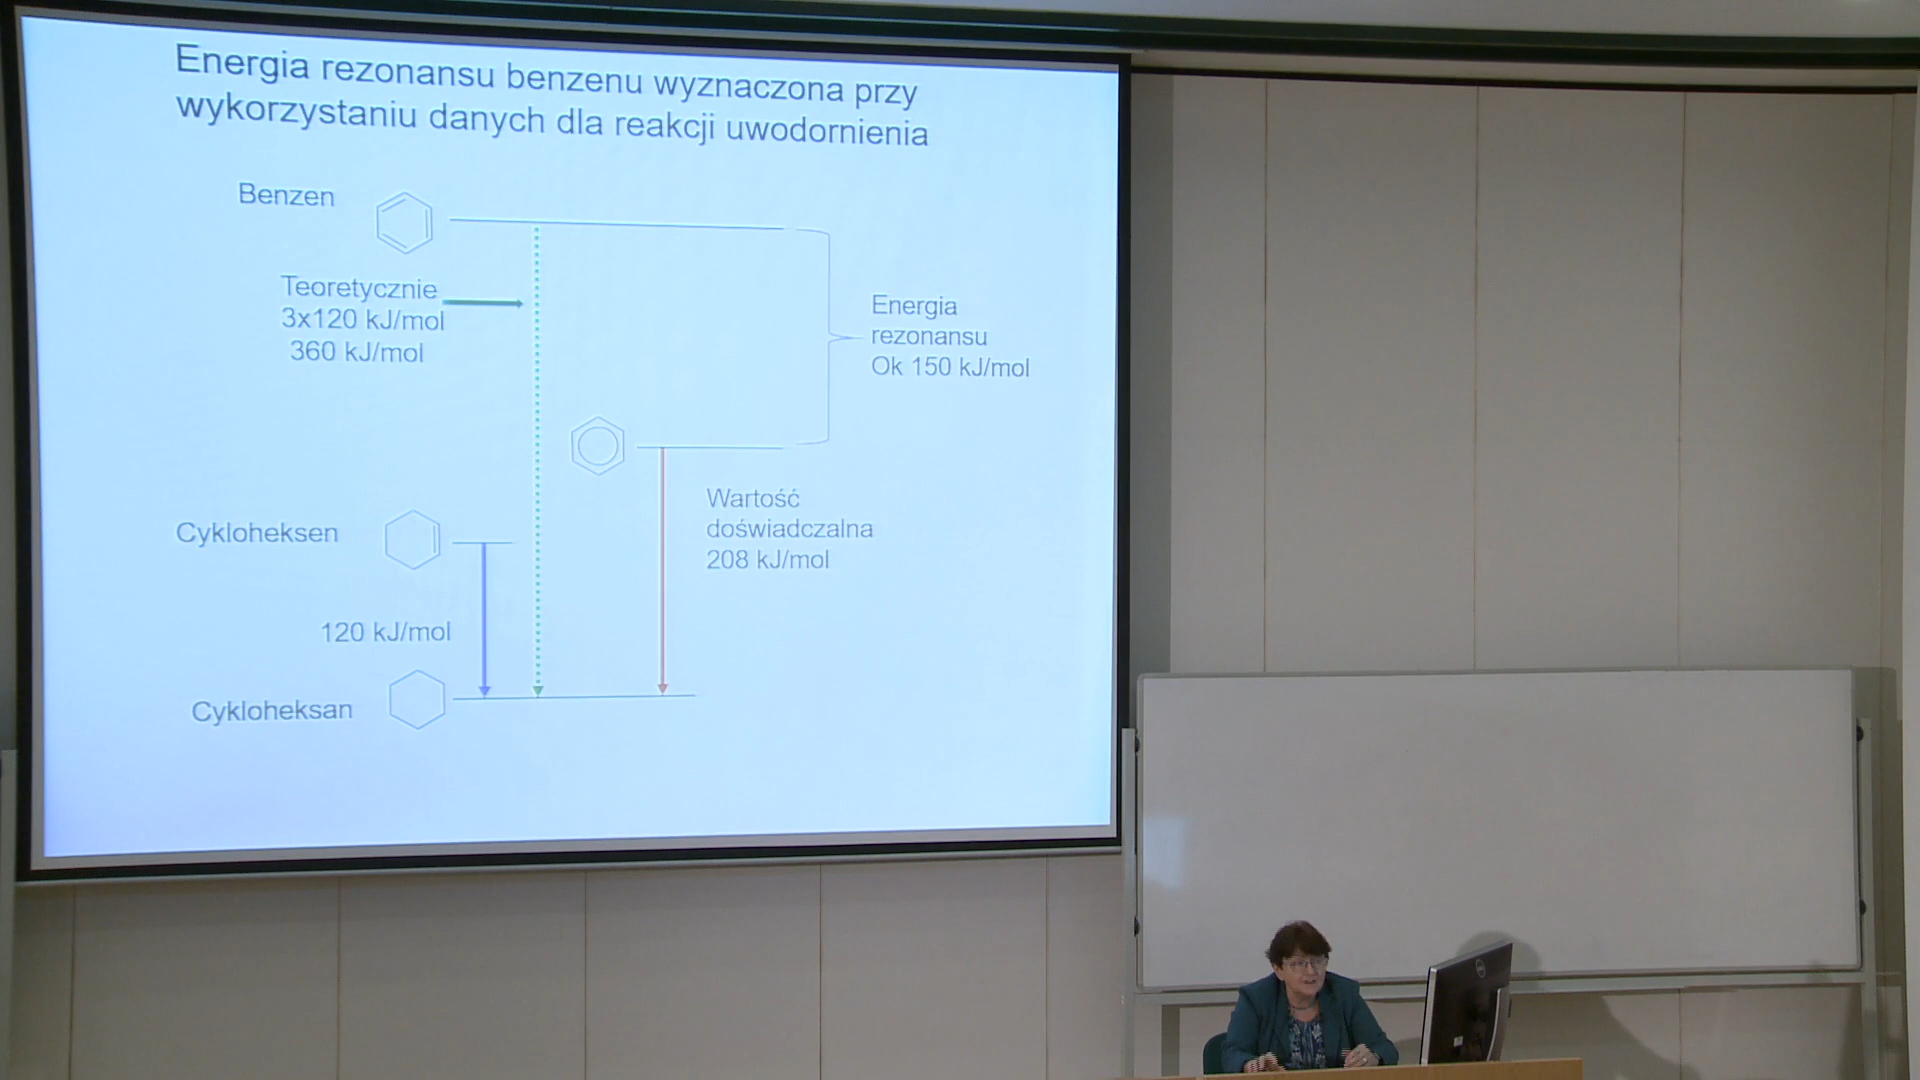 Energia rezonansu benzenu wyznaczona przy
wykorzystaniu danych dla reakcji uwodornienia
Benzen
Teoretycznie
3x120 kJ/mol
360 kJ/mol
Energia
rezonansu
Ok 150 kJ/mol
Wartość
doświadczalna
208 kJ/mol
Cykloheksen
120 kJ/mol
Cykloheksan